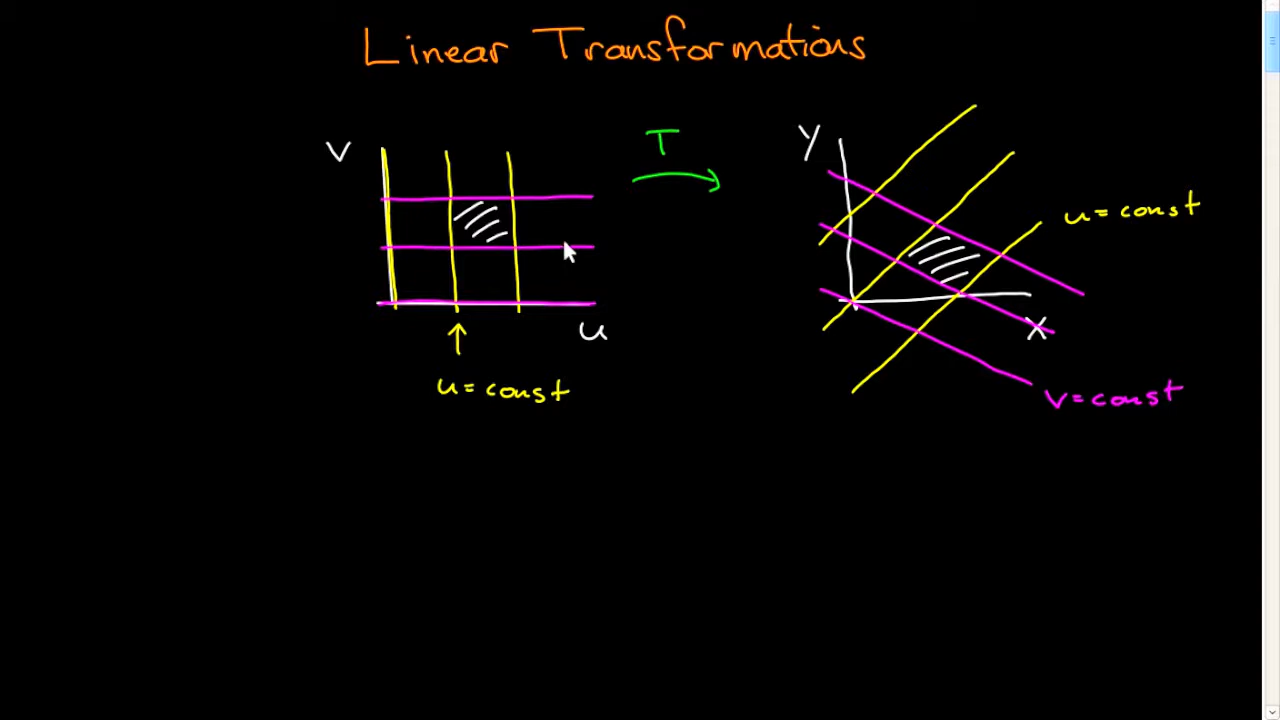 Linear Transformations
V
T
y
u = const
u
x
u = const
v = const